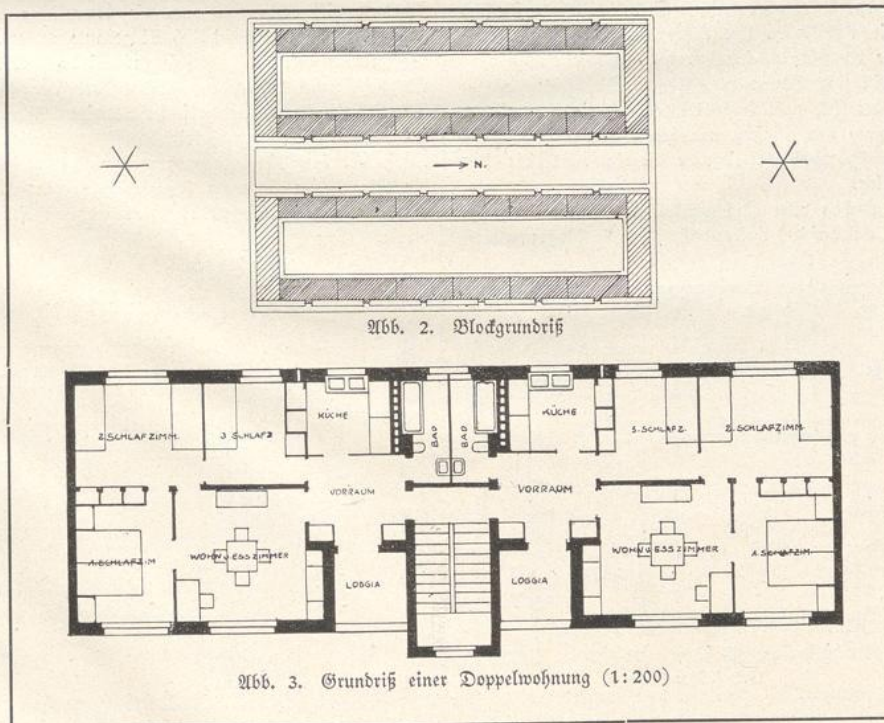 → N.
Abb. 2. Blockgrundriß
KÜCHE
BAD
BAD
KÜCHE
2. SCHLAFZIMM.
3. SCHLAFZ
3. SCHLAFZ.
2. SCHLAFZIMM.
VORRAUM
VORRAUM
1. SCHLAFZIM
WOHN u ESSZIMMER
LOGGIA
LOGGIA
WOHN u ESSZIMMER
1. SCHLAFZIM.
Abb. 3. Grundriß einer Doppelwohnung (1:200)